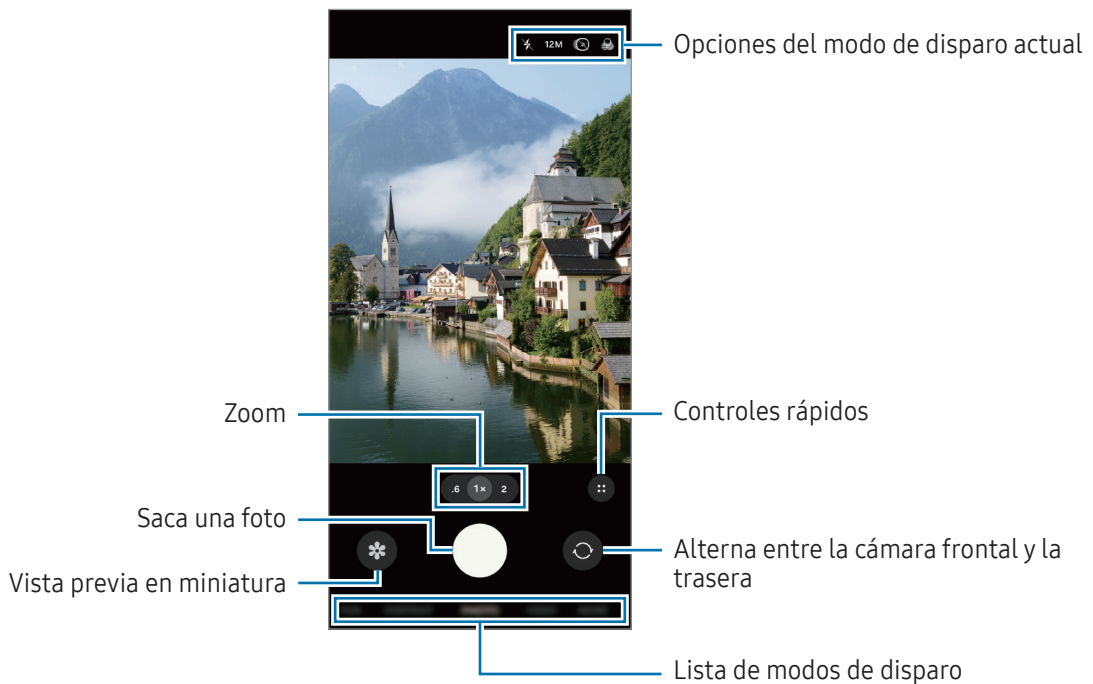 12M
Opciones del modo de disparo actual
Zoom
Controles rápidos
.6 1× 2
Saca una foto
Alterna entre la cámara frontal y la
trasera
Vista previa en miniatura
Lista de modos de disparo